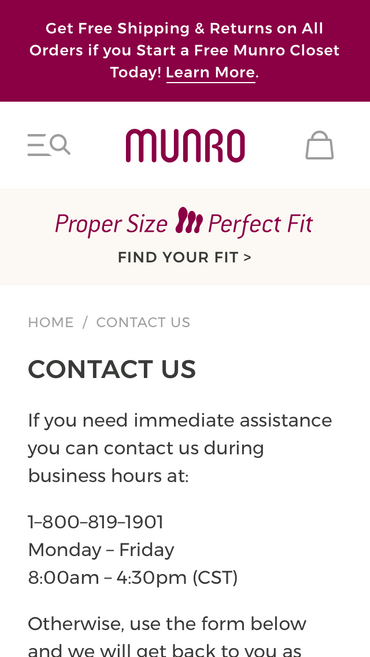 Get Free Shipping & Returns on All
Orders if you Start a Free Munro Closet
Today! Learn More.
MUNRO
Proper Size Perfect Fit
FIND YOUR FIT >
HOME / CONTACT US
CONTACT US
If you need immediate assistance
you can contact us during
business hours at:
1-800-819-1901
Monday – Friday
8:00am – 4:30pm (CST)
Otherwise, use the form below
and we will get back to you as